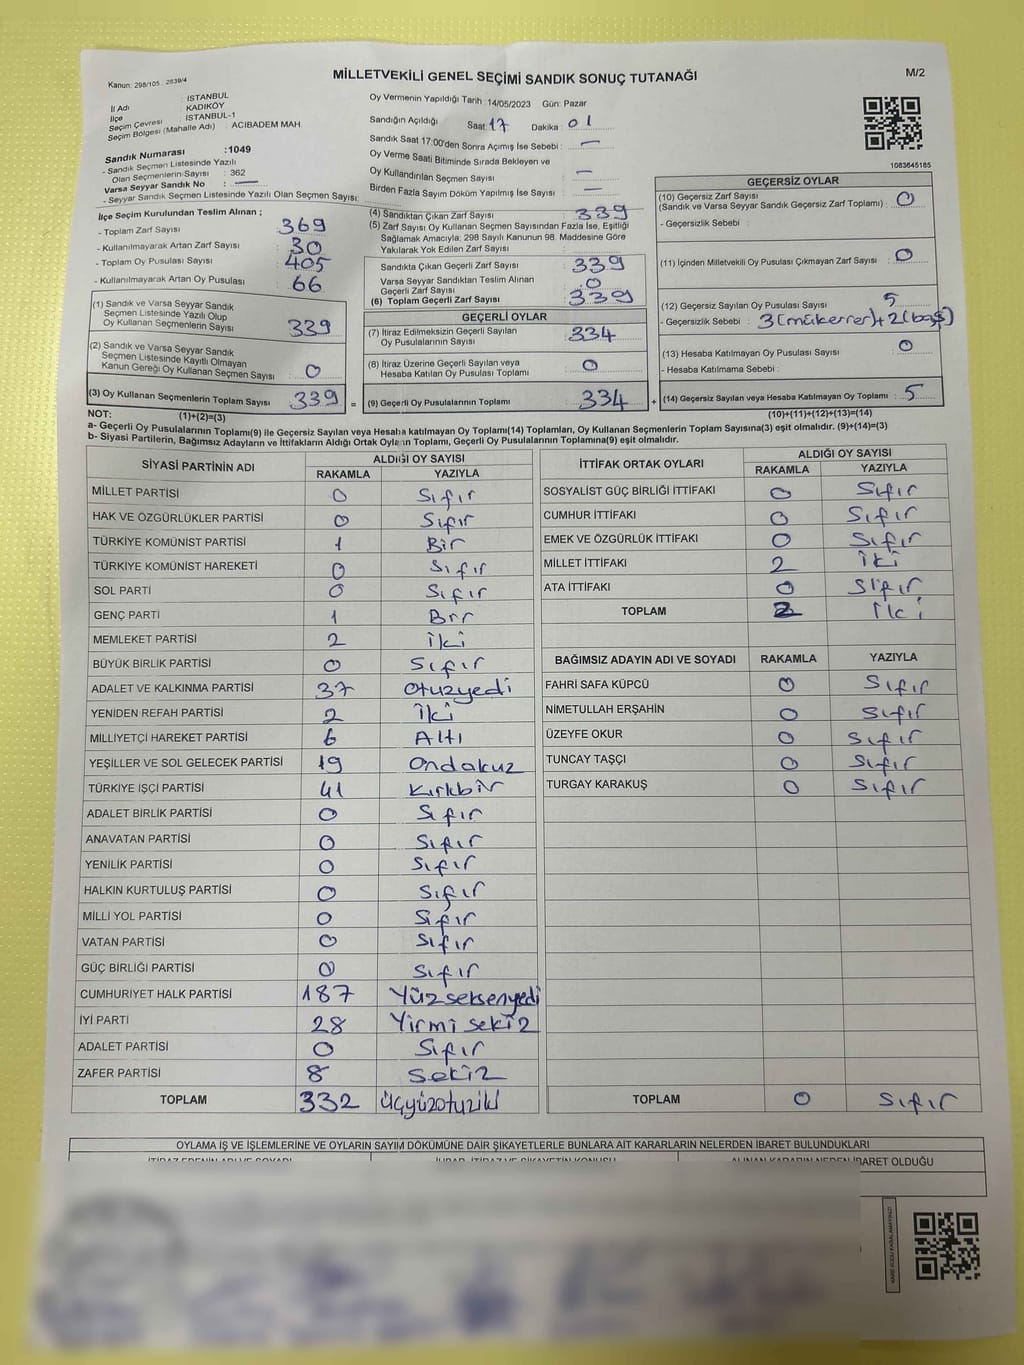 Kanun: 298/105 . 2839/4
MİLLETVEKİLİ GENEL SEÇİMİ SANDIK SONUÇ TUTANAĞI
M/2
İl Adı : İSTANBUL
İlçe : KADIKÖY
Seçim Çevresi : İSTANBUL-1
Seçim Bölgesi (Mahalle Adı) : ACIBADEM MAH.
Sandık Numarası :1049
- Sandık Seçmen Listesinde Yazılı
Olan Seçmenlerin Sayısı : 362
Varsa Seyyar Sandık No : —
- Seyyar Sandık Seçmen Listesinde Yazılı Olan Seçmen Sayısı:
Oy Vermenin Yapıldığı Tarih :14/05/2023 Gün: Pazar
Sandığın Açıldığı Saat: 17 Dakika : 01
Sandık Saat 17:00'den Sonra Açımış İse Sebebi : —
Oy Verme Saati Bitiminde Sırada Bekleyen ve
Oy Kullandırılan Seçmen Sayısı : —
Birden Fazla Sayım Döküm Yapılmış İse Sayısı : —
1083645185
İlçe Seçim Kurulundan Teslim Alınan ;
- Toplam Zarf Sayısı : 369
- Kullanılmayarak Artan Zarf Sayısı : 30
- Toplam Oy Pusulası Sayısı : 405
- Kullanılmayarak Artan Oy Pusulası : 66
(1) Sandık ve Varsa Seyyar Sandık
Seçmen Listesinde Yazılı Olup
Oy Kullanan Seçmenlerin Sayısı : 339
(2) Sandık ve Varsa Seyyar Sandık
Seçmen Listesinde Kayıtlı Olmayan
Kanun Gereği Oy Kullanan Seçmen Sayısı : 0
(3) Oy Kullanan Seçmenlerin Toplam Sayısı : 339 =
(4) Sandıktan Çıkan Zarf Sayısı : 339
(5) Zarf Sayısı Oy Kullanan Seçmen Sayısından Fazla İse, Eşitliği
Sağlamak Amacıyla; 298 Sayılı Kanunun 98. Maddesine Göre
Yakılarak Yok Edilen Zarf Sayısı :
Sandıkta Çıkan Geçerli Zarf Sayısı : 339
Varsa Seyyar Sandıktan Teslim Alınan
Geçerli Zarf Sayısı : 0
(6) Toplam Geçerli Zarf Sayısı : 339
GEÇERLİ OYLAR
(7) İtiraz Edilmeksizin Geçerli Sayılan
Oy Pusulalarının Sayısı : 334
(8) İtiraz Üzerine Geçerli Sayılan veya
Hesaba Katılan Oy Pusulası Toplamı : 0
(9) Geçerli Oy Pusulalarının Toplamı : 334 +
GEÇERSİZ OYLAR
(10) Geçersiz Zarf Sayısı
(Sandık ve Varsa Seyyar Sandık Geçersiz Zarf Toplamı) : 0
- Geçersizlik Sebebi :
(11) İçinden Milletvekili Oy Pusulası Çıkmayan Zarf Sayısı : 0
(12) Geçersiz Sayılan Oy Pusulası Sayısı : 5
- Geçersizlik Sebebi : 3(mükerrer)+2(boş)
(13) Hesaba Katılmayan Oy Pusulası Sayısı : 0
- Hesaba Katılmama Sebebi :
(14) Geçersiz Sayılan veya Hesaba Katılmayan Oy Toplamı : 5
NOT: (1)+(2)=(3)
(10)+(11)+(12)+(13)=(14)
a- Geçerli Oy Pusulalarının Toplamı(9) ile Geçersiz Sayılan veya Hesaba katılmayan Oy Toplamı(14) Toplamları, Oy Kullanan Seçmenlerin Toplam Sayısına(3) eşit olmalıdır. (9)+(14)=(3)
b- Siyasi Partilerin, Bağımsız Adayların ve İttifakların Aldığı Ortak Oyların Toplamı, Geçerli Oy Pusulalarının Toplamına(9) eşit olmalıdır.
SİYASİ PARTİNİN ADI ALDIĞI OY SAYISI
RAKAMLA YAZIYLA
MİLLET PARTİSİ 0 Sıfır
HAK VE ÖZGÜRLÜKLER PARTİSİ 0 Sıfır
TÜRKİYE KOMÜNİST PARTİSİ 1 Bir
TÜRKİYE KOMÜNİST HAREKETİ 0 Sıfır
SOL PARTİ 0 Sıfır
GENÇ PARTİ 1 Bir
MEMLEKET PARTİSİ 2 İki
BÜYÜK BİRLİK PARTİSİ 0 Sıfır
ADALET VE KALKINMA PARTİSİ 37 Otuzyedi
YENİDEN REFAH PARTİSİ 2 İki
MİLLİYETÇİ HAREKET PARTİSİ 6 Altı
YEŞİLLER VE SOL GELECEK PARTİSİ 19 Ondokuz
TÜRKİYE İŞÇİ PARTİSİ 41 Kırkbir
ADALET BİRLİK PARTİSİ 0 Sıfır
ANAVATAN PARTİSİ 0 Sıfır
YENİLİK PARTİSİ 0 Sıfır
HALKIN KURTULUŞ PARTİSİ 0 Sıfır
MİLLİ YOL PARTİSİ 0 Sıfır
VATAN PARTİSİ 0 Sıfır
GÜÇ BİRLİĞİ PARTİSİ 0 Sıfır
CUMHURİYET HALK PARTİSİ 187 Yüzseksenyedi
İYİ PARTİ 28 Yirmi sekiz
ADALET PARTİSİ 0 Sıfır
ZAFER PARTİSİ 8 Sekiz
TOPLAM 332 üçyüzotuziki
İTTİFAK ORTAK OYLARI ALDIĞI OY SAYISI
RAKAMLA YAZIYLA
SOSYALİST GÜÇ BİRLİĞİ İTTİFAKI 0 Sıfır
CUMHUR İTTİFAKI 0 Sıfır
EMEK VE ÖZGÜRLÜK İTTİFAKI 0 Sıfır
MİLLET İTTİFAKI 2 İki
ATA İTTİFAKI 0 Sıfır
TOPLAM 2 İki
BAĞIMSIZ ADAYIN ADI VE SOYADI RAKAMLA YAZIYLA
FAHRİ SAFA KÜPCÜ 0 Sıfır
NİMETULLAH ERŞAHİN 0 Sıfır
ÜZEYFE OKUR 0 Sıfır
TUNCAY TAŞÇI 0 Sıfır
TURGAY KARAKUŞ 0 Sıfır
TOPLAM 0 Sıfır
OYLAMA İŞ VE İŞLEMLERİNE VE OYLARIN SAYIM DÖKÜMÜNE DAİR ŞİKAYETLERLE BUNLARA AİT KARARLARIN NELERDEN İBARET BULUNDUKLARI
İTİRAZ EDENİN ADI VE SOYADI İHBAR, İTİRAZ VE ŞİKAYETİN KONUSU ALINAN KARARIN NEDEN İBARET OLDUĞU